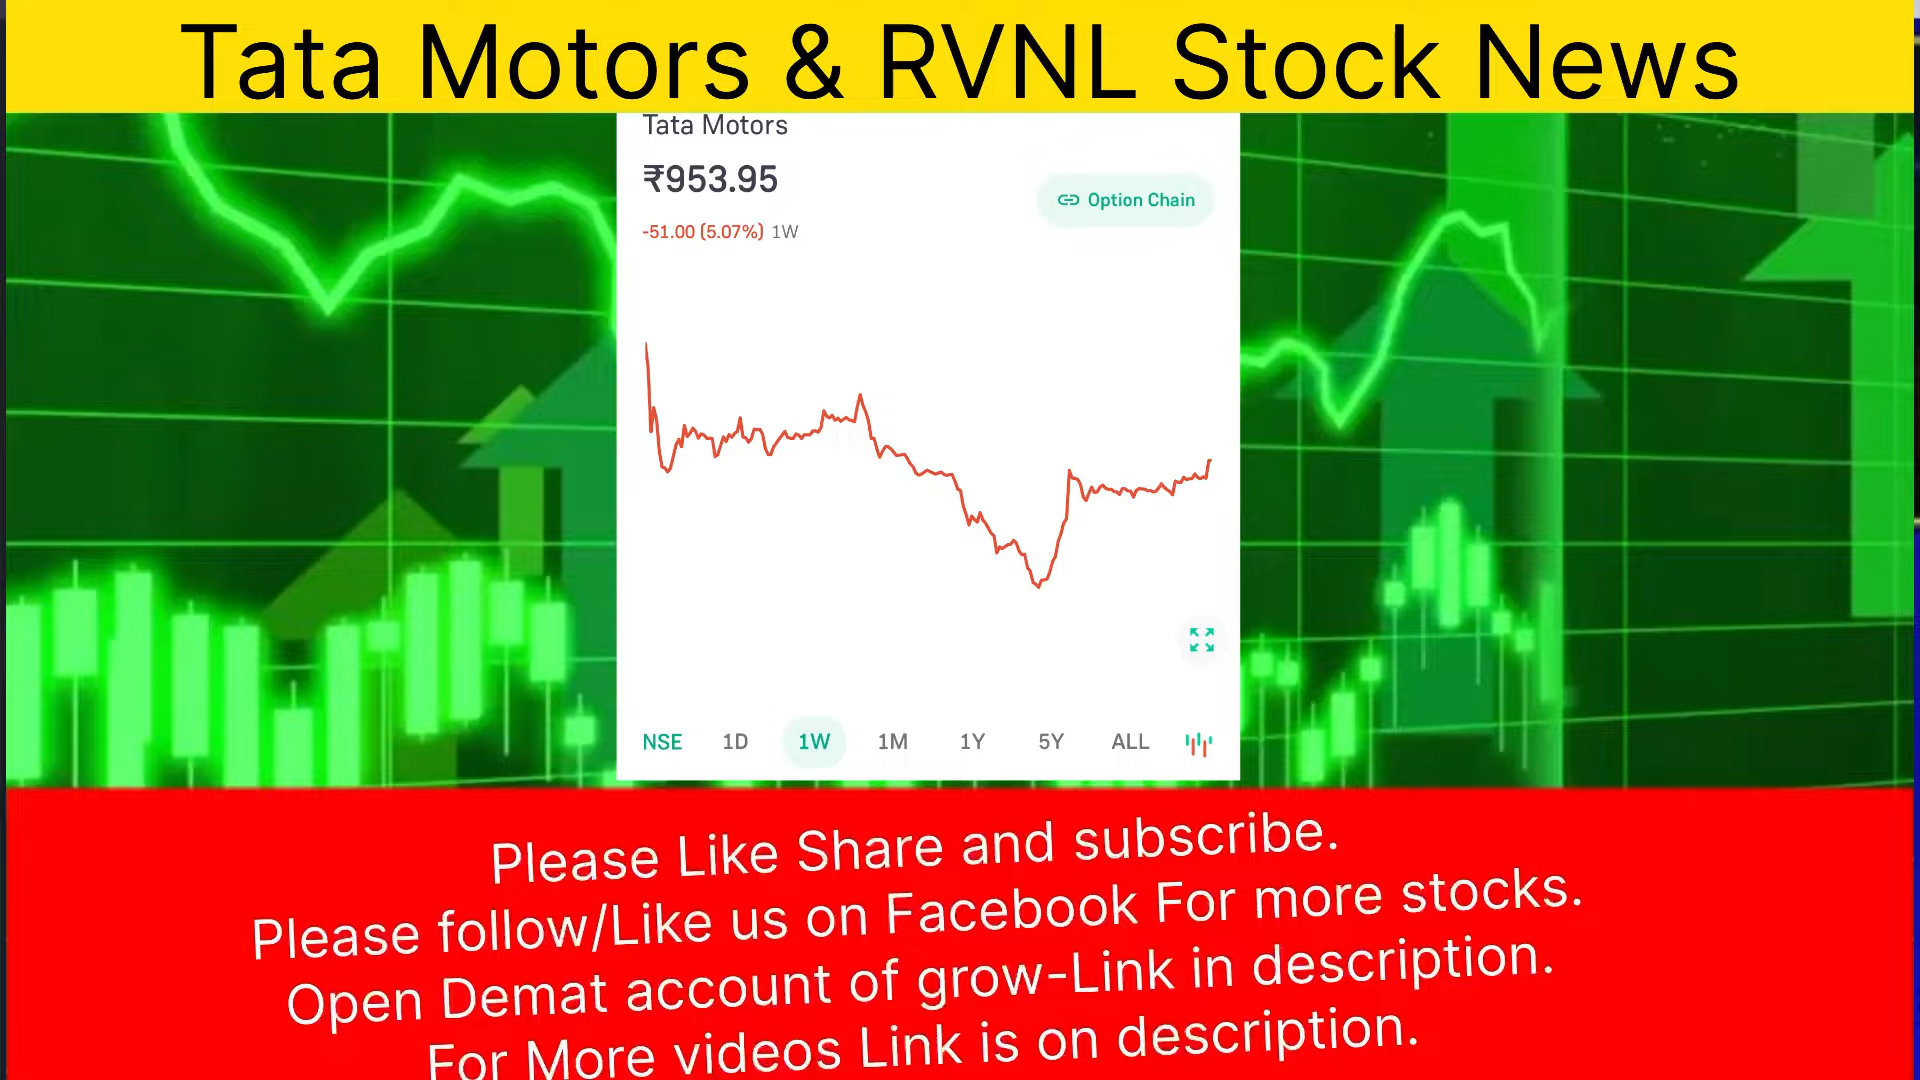 Tata Motors & RVNL Stock News
Tata Motors
₹953.95
Option Chain
-51.00 (5.07%) 1W
NSE 1D 1W 1M 1Y 5Y ALL
Please Like Share and subscribe.
Please follow/Like us on Facebook For more stocks.
Open Demat account of grow-Link in description.
For More videos Link is on description.